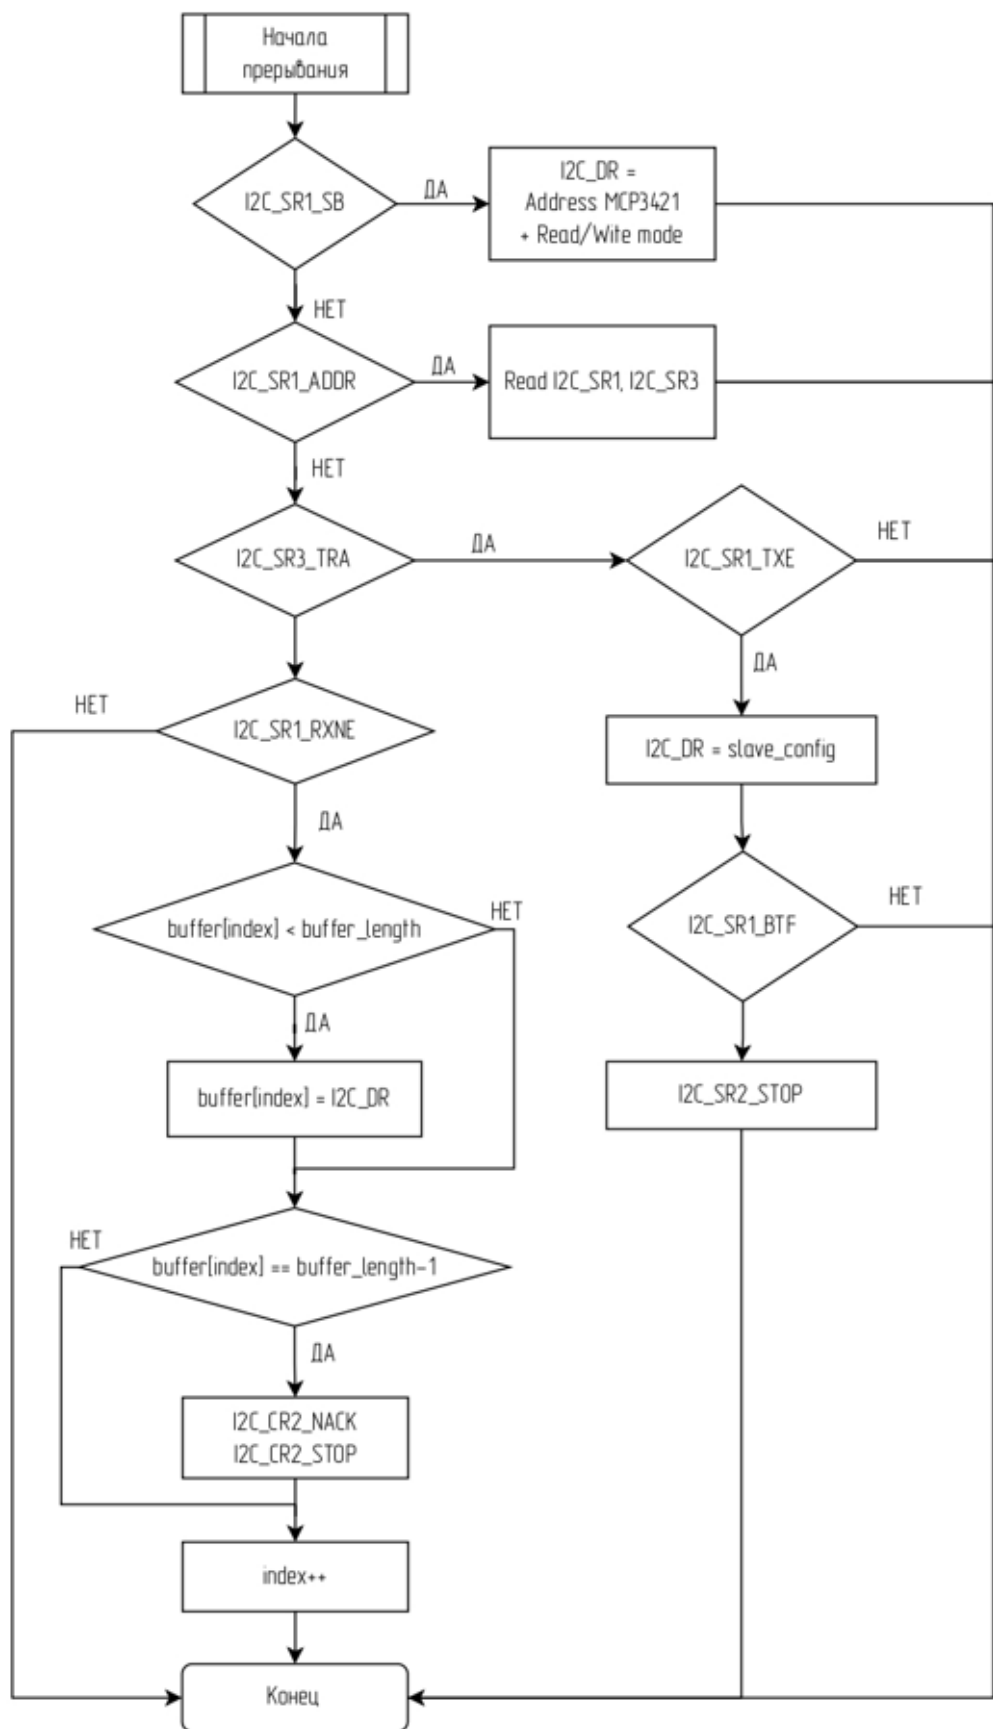 Начала
прерывания
I2C_SR1_SB
ДА
I2C_DR =
Address MCP3421
+ Read/Wite mode
НЕТ
I2C_SR1_ADDR
ДА
Read I2C_SR1, I2C_SR3
НЕТ
I2C_SR3_TRA
ДА
I2C_SR1_TXE
НЕТ
ДА
НЕТ
I2C_SR1_RXNE
I2C_DR = slave_config
ДА
buffer[index] < buffer_length
НЕТ
I2C_SR1_BTF
НЕТ
ДА
buffer[index] = I2C_DR
I2C_SR2_STOP
НЕТ
buffer[index] == buffer_length-1
ДА
I2C_CR2_NACK
I2C_CR2_STOP
index++
Конец